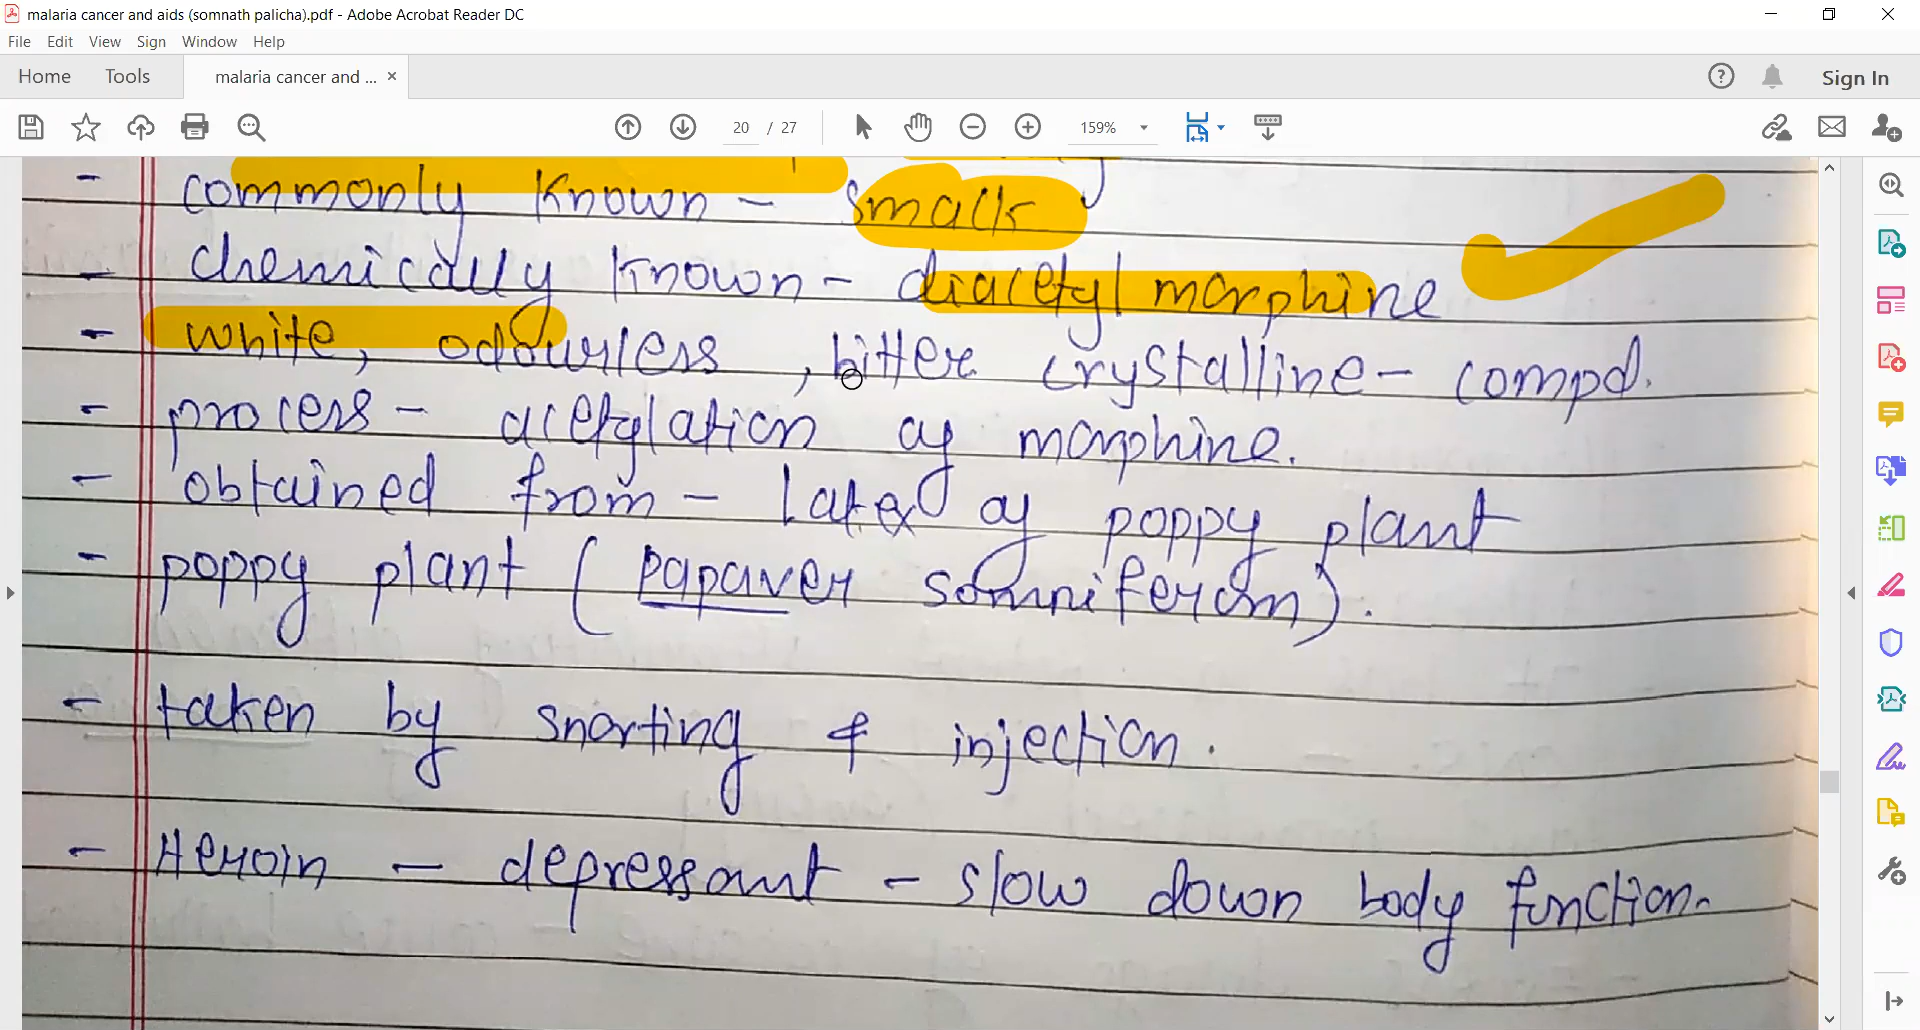 malaria cancer and aids (somnath palicha).pdf - Adobe Acrobat Reader DC
File Edit View Sign Window Help
Home Tools malaria cancer and ... × Sign In
20 / 27 159%
- commonly known - smack
- chemically known - diacetyl morphine
- white, odourless, bitter crystalline - compd.
- process - acetylation of morphine.
- obtained from - latex of poppy plant
- poppy plant (papaver somniferum).
- taken by snorting & injection.
- Heroin - depressant - slow down body function.